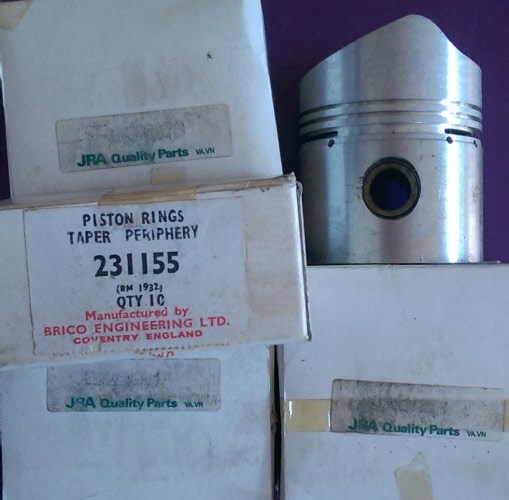 JRA Quality Parts VA.VN
PISTON RINGS
TAPER PERIPHERY
231155
(RM 1932)
QTY 10
Manufactured by
BRICO ENGINEERING LTD.
COVENTRY ENGLAND
JRA Quality Parts VA.VN
JRA Quality Parts VA.VN